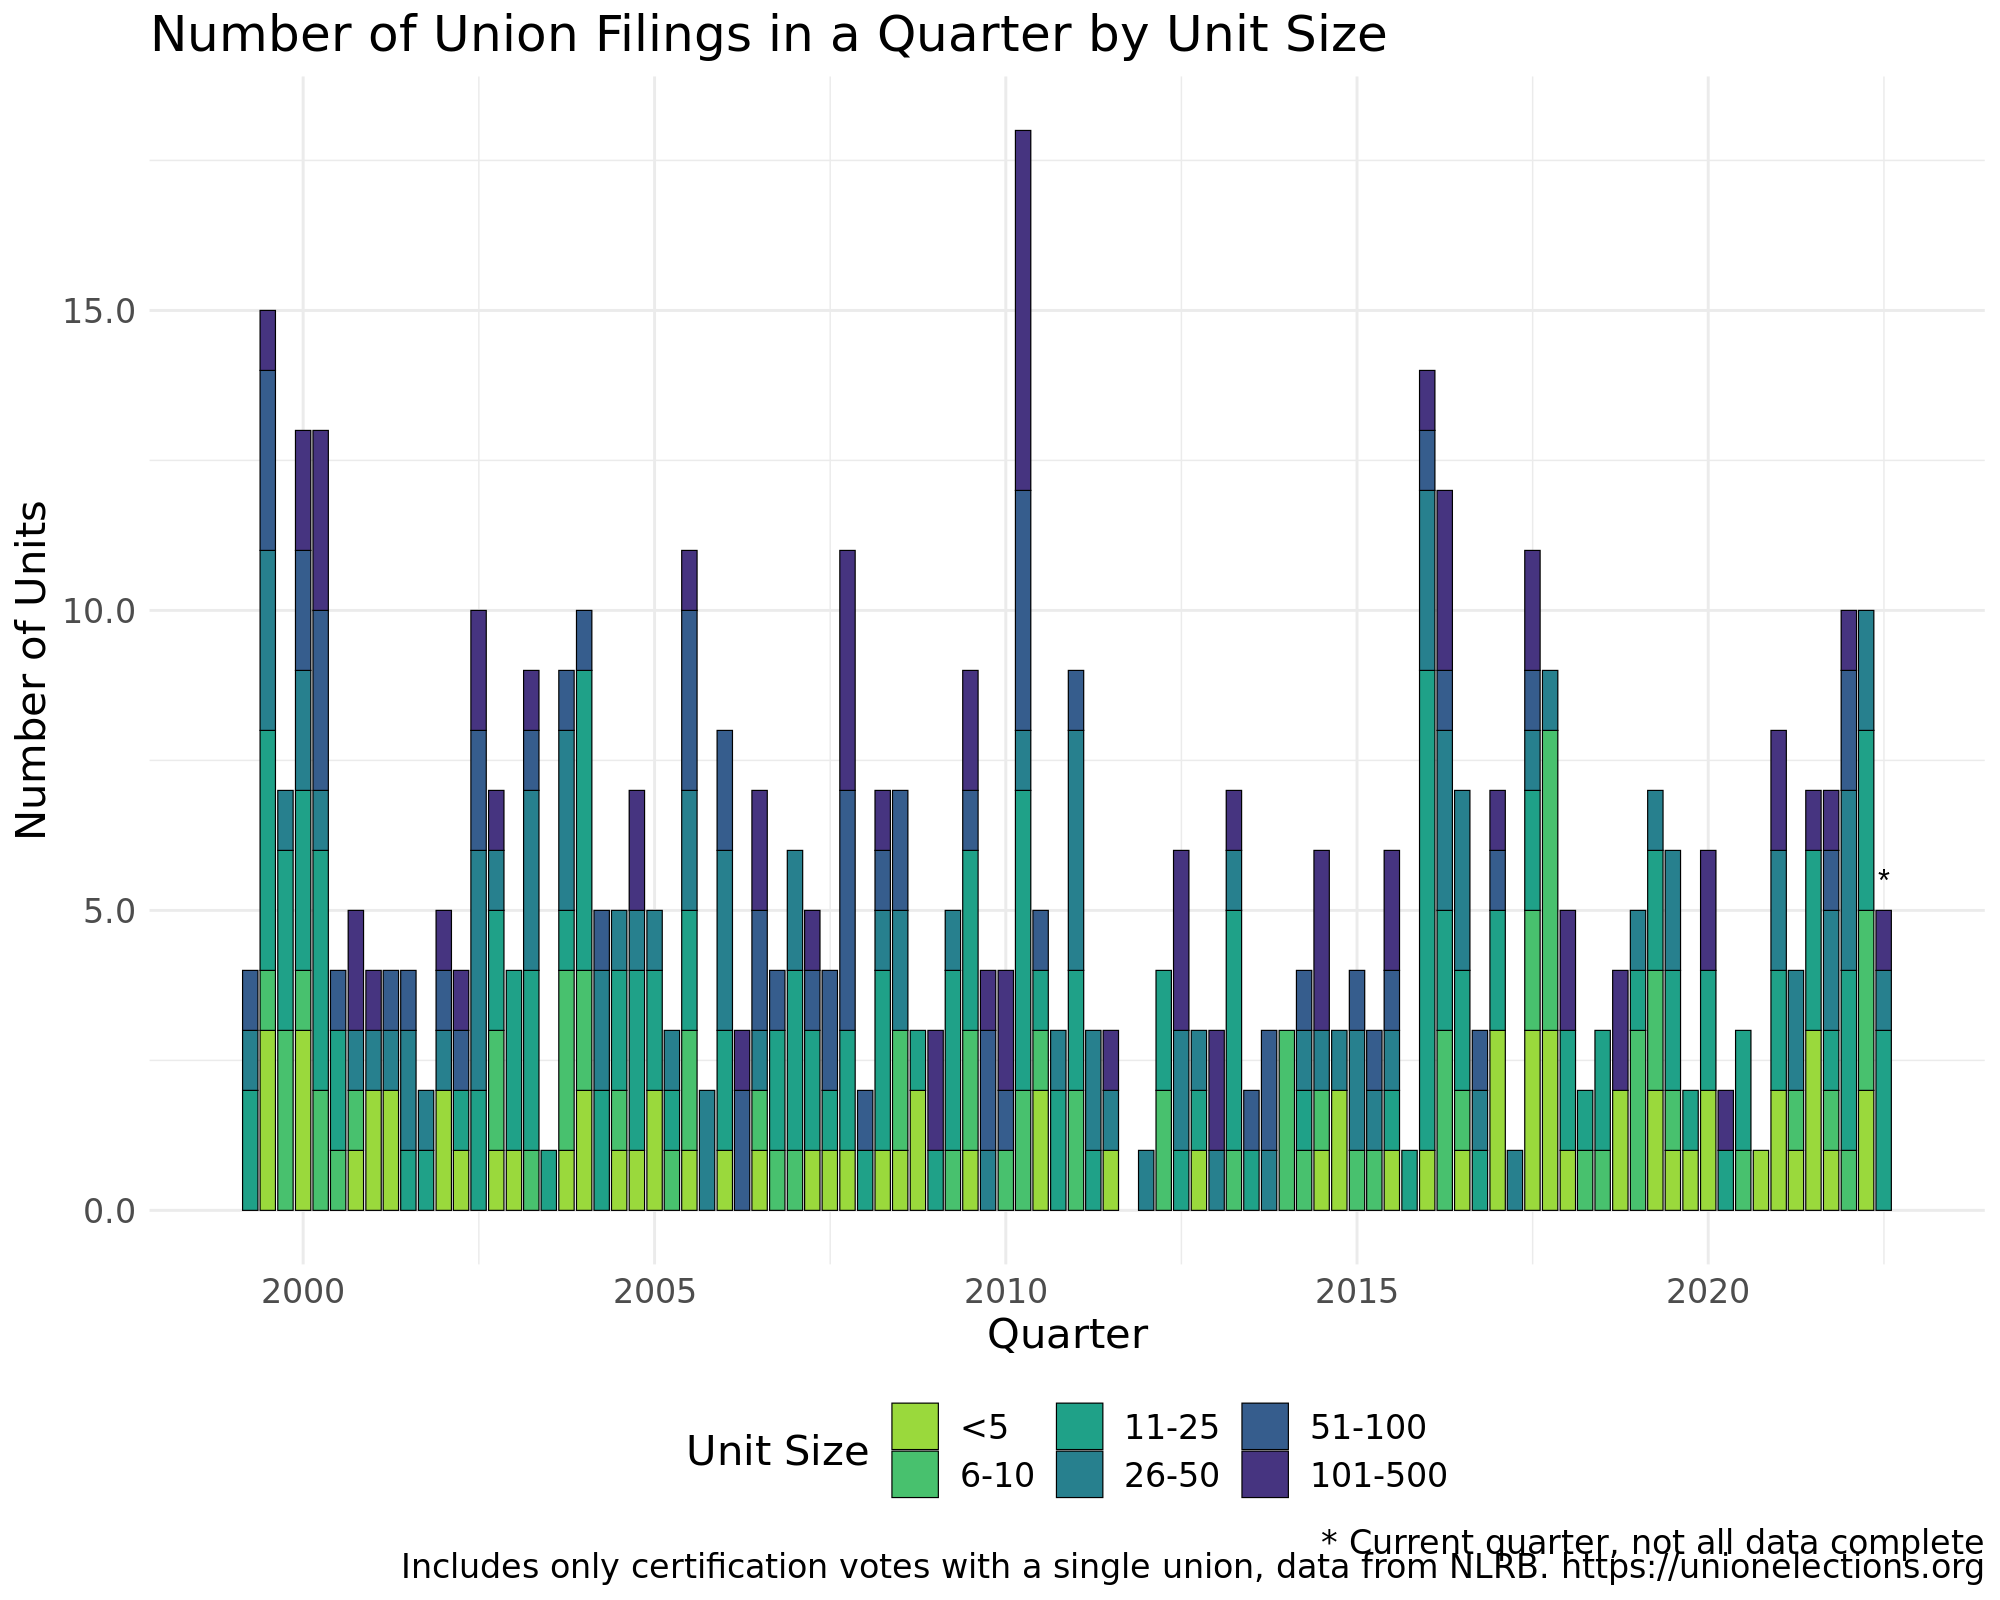 Number of Union Filings in a Quarter by Unit Size
Number of Units
15.0
10.0
5.0
0.0
*
2000 2005 2010 2015 2020
Quarter
Unit Size
<5 11-25 51-100
6-10 26-50 101-500
* Current quarter, not all data complete
Includes only certification votes with a single union, data from NLRB. https://unionelections.org